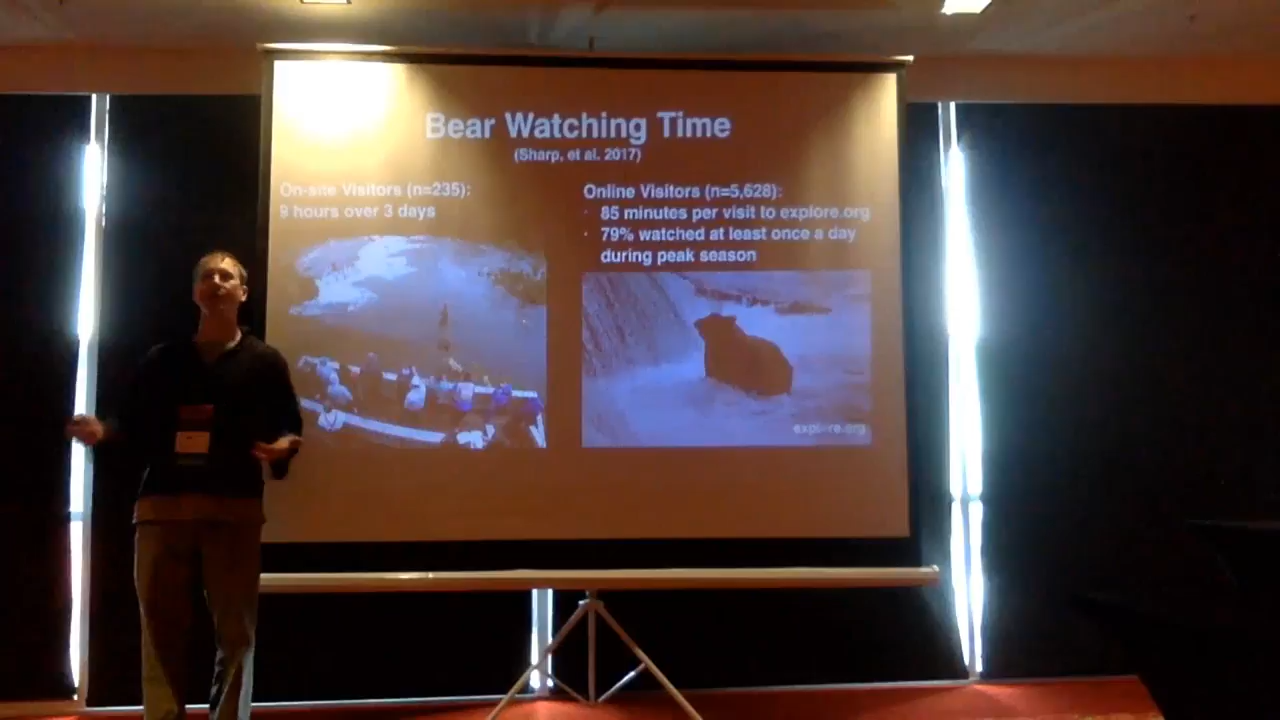 Bear Watching Time
(Sharp, et al. 2017)
On-site Visitors (n=235):
9 hours over 3 days
Online Visitors (n=5,628):
· 85 minutes per visit to explore.org
· 79% watched at least once a day
during peak season
explore.org